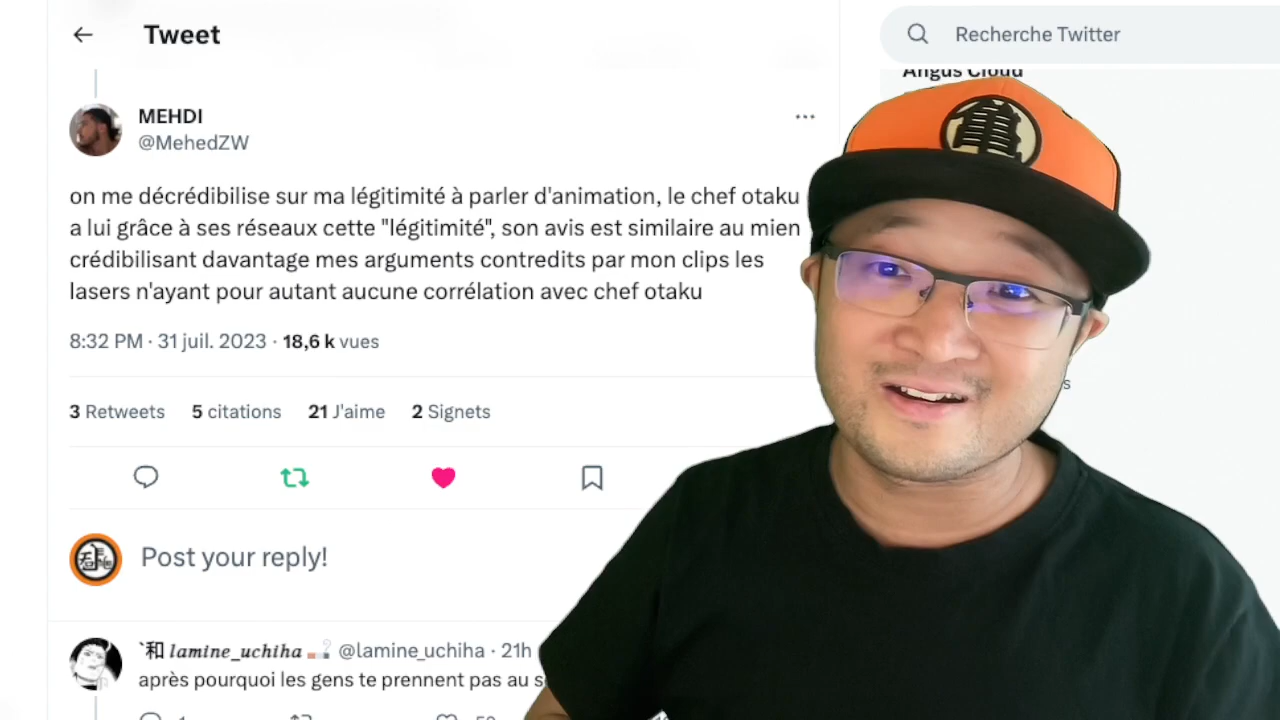 Tweet
Recherche Twitter
Angus Cloud
MEHDI
@MehedZW
on me décrédibilise sur ma légitimité à parler d'animation, le chef otaku
a lui grâce à ses réseaux cette "légitimité", son avis est similaire au mien
crédibilisant davantage mes arguments contredits par mon clips les
lasers n'ayant pour autant aucune corrélation avec chef otaku
8:32 PM · 31 juil. 2023 · 18,6 k vues
3 Retweets 5 citations 21 J'aime 2 Signets
亀
Post your reply!
`和 lamine_uchiha @lamine_uchiha · 21h
après pourquoi les gens te prennent pas au